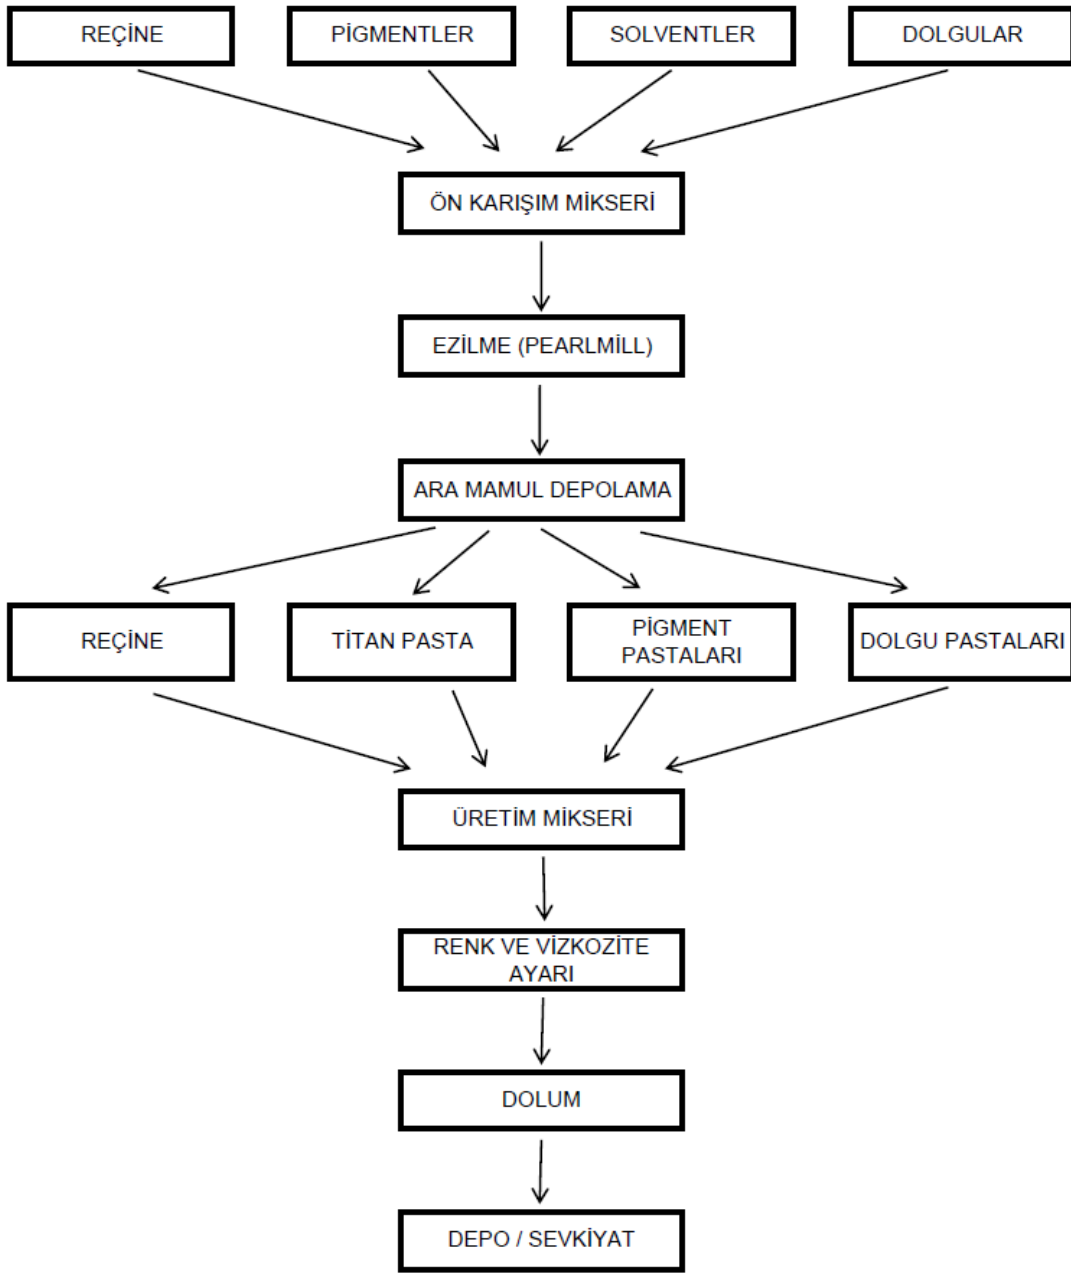 REÇİNE
PİGMENTLER
SOLVENTLER
DOLGULAR
ÖN KARIŞIM MİKSERİ
EZİLME (PEARLMİLL)
ARA MAMUL DEPOLAMA
REÇİNE
TİTAN PASTA
PİGMENT
PASTALARI
DOLGU PASTALARI
ÜRETİM MİKSERİ
RENK VE VİZKOZİTE
AYARI
DOLUM
DEPO / SEVKİYAT